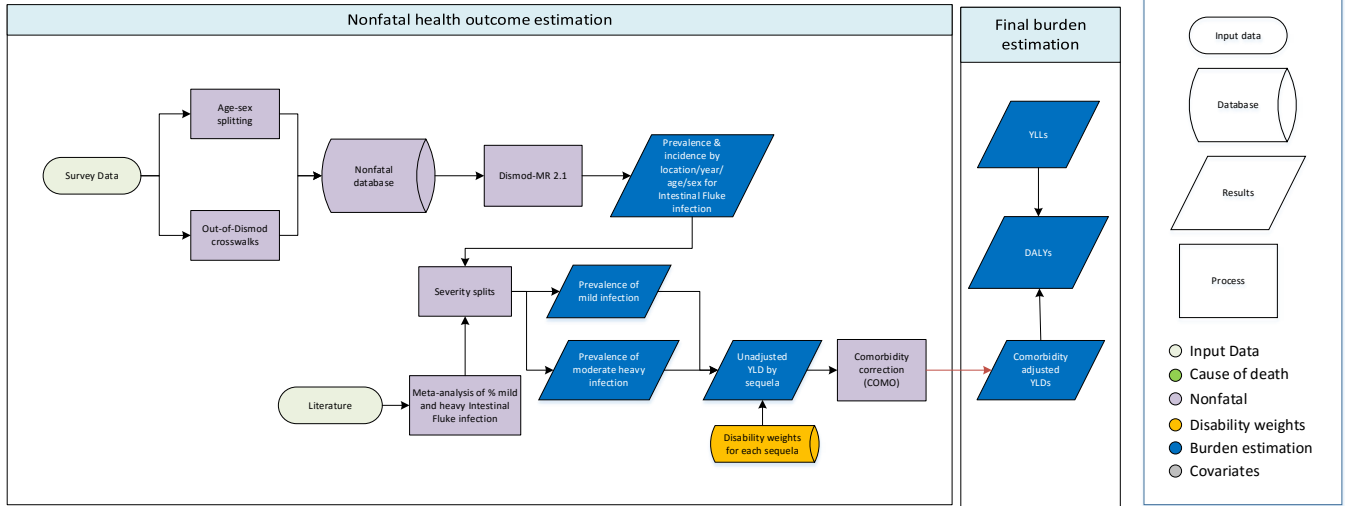 Nonfatal health outcome estimation
Final burden
estimation
Survey Data
Age-sex
splitting
Out-of-Dismod
crosswalks
Nonfatal
database
Dismod-MR 2.1
Prevalence &
incidence by
location/year/
age/sex for
Intestinal Fluke
infection
Severity splits
Prevalence of
mild infection
Prevalence of
moderate heavy
infection
Literature
Meta-analysis of % mild
and heavy Intestinal
Fluke infection
Unadjusted
YLD by
sequela
Disability weights
for each sequela
Comorbidity
correction
(COMO)
YLLs
DALYs
Comorbidity
adjusted
YLDs
Input data
Database
Results
Process
Input Data
Cause of death
Nonfatal
Disability weights
Burden estimation
Covariates